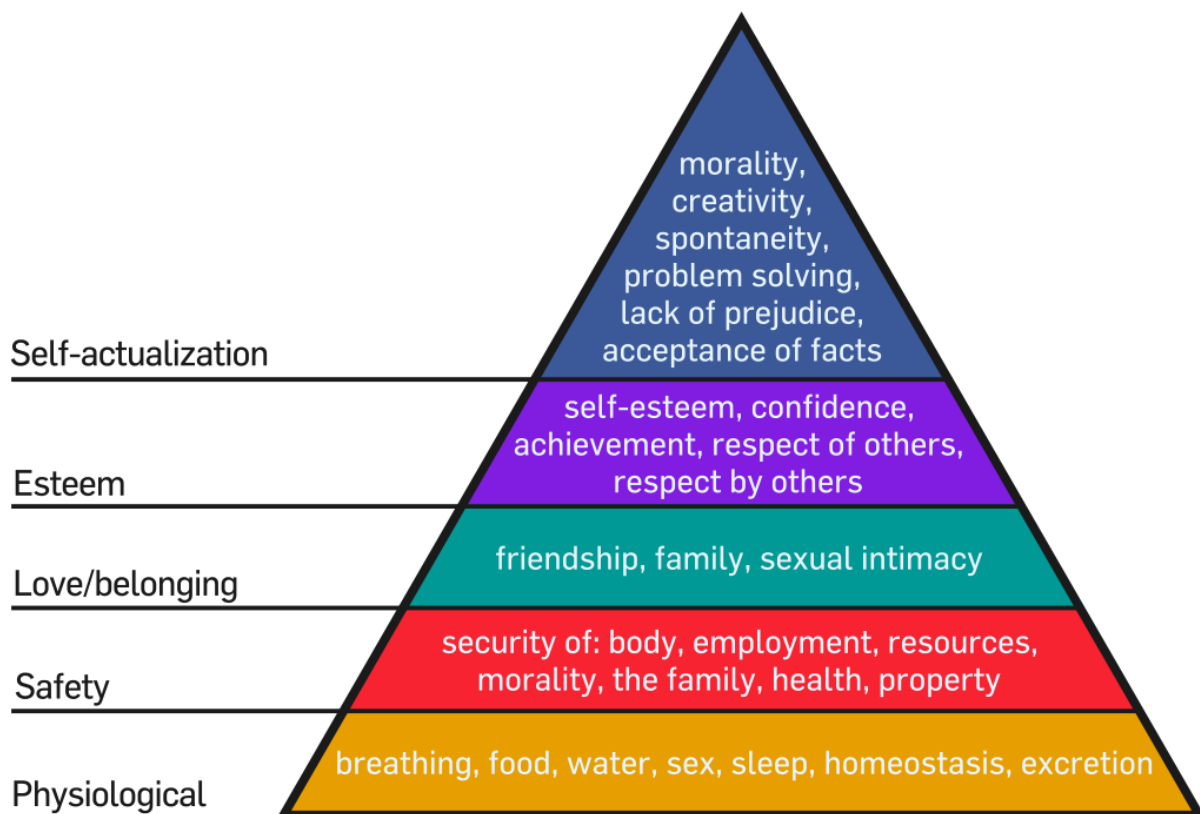 morality,
creativity,
spontaneity,
problem solving,
lack of prejudice,
acceptance of facts
Self-actualization
self-esteem, confidence,
achievement, respect of others,
respect by others
Esteem
friendship, family, sexual intimacy
Love/belonging
security of: body, employment, resources,
morality, the family, health, property
Safety
breathing, food, water, sex, sleep, homeostasis, excretion
Physiological